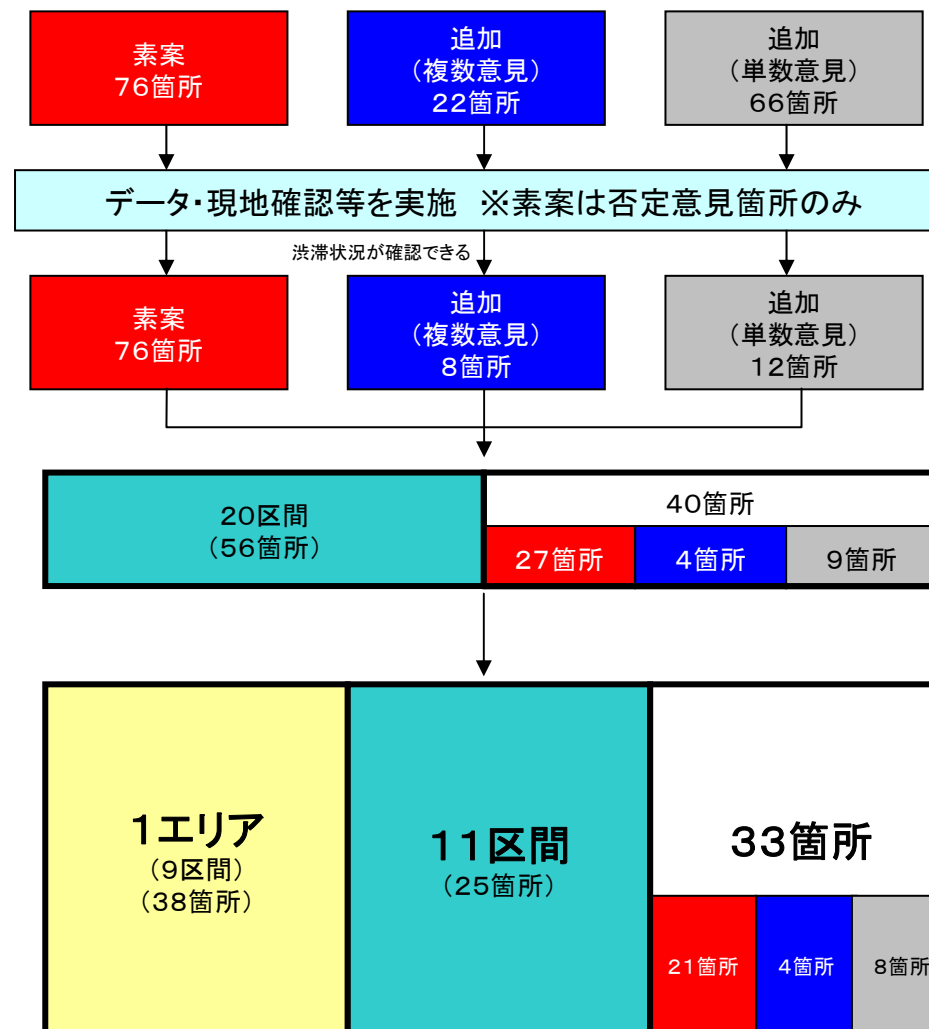 素案
76箇所
追加
(複数意見)
22箇所
追加
(単数意見)
66箇所
データ・現地確認等を実施 ※素案は否定意見箇所のみ
渋滞状況が確認できる
素案
76箇所
追加
(複数意見)
8箇所
追加
(単数意見)
12箇所
20区間
(56箇所)
40箇所
27箇所
4箇所
9箇所
1エリア
(9区間)
(38箇所)
11区間
(25箇所)
33箇所
21箇所
4箇所
8箇所